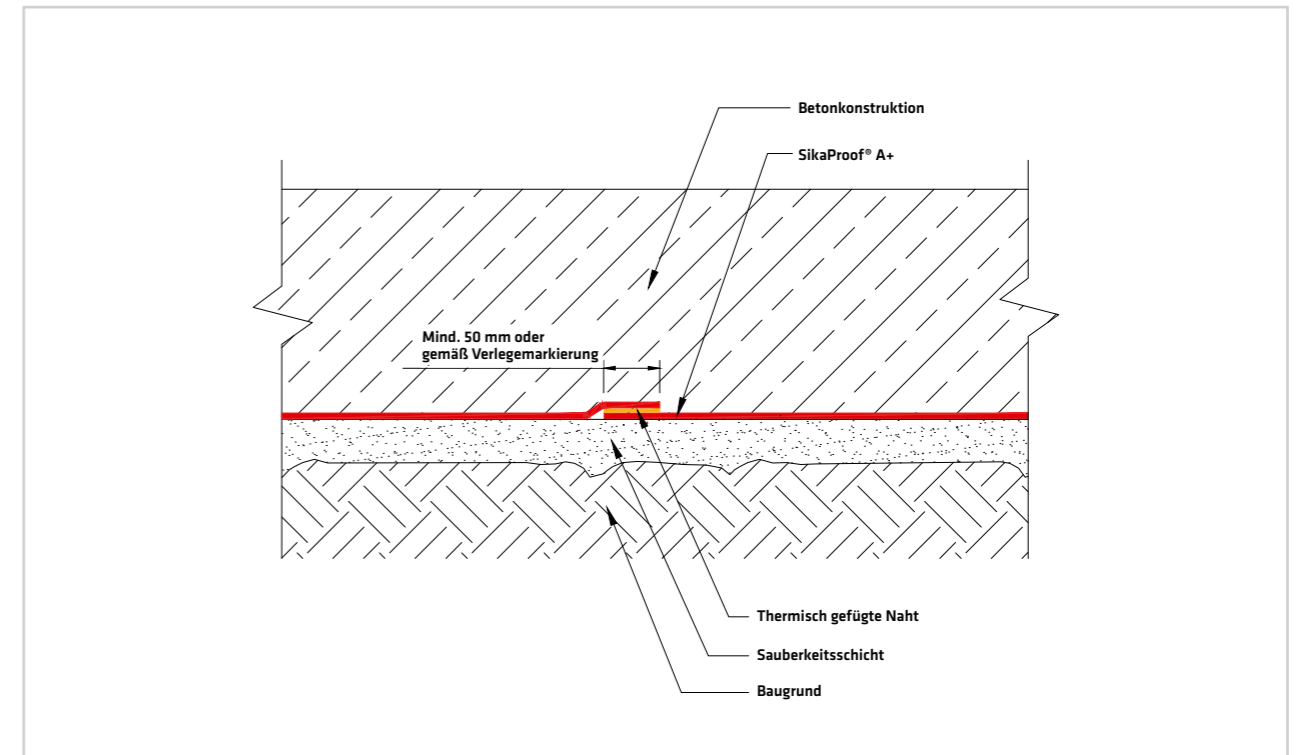 Betonkonstruktion
SikaProof® A+
Mind. 50 mm oder
gemäß Verlegemarkierung
Thermisch gefügte Naht
Sauberkeitsschicht
Baugrund